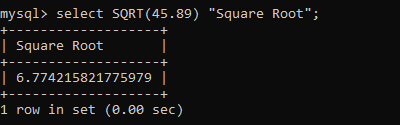 mysql> select SQRT(45.89) "Square Root";
+-------------------+
| Square Root       |
+-------------------+
| 6.774215821775979 |
+-------------------+
1 row in set (0.00 sec)